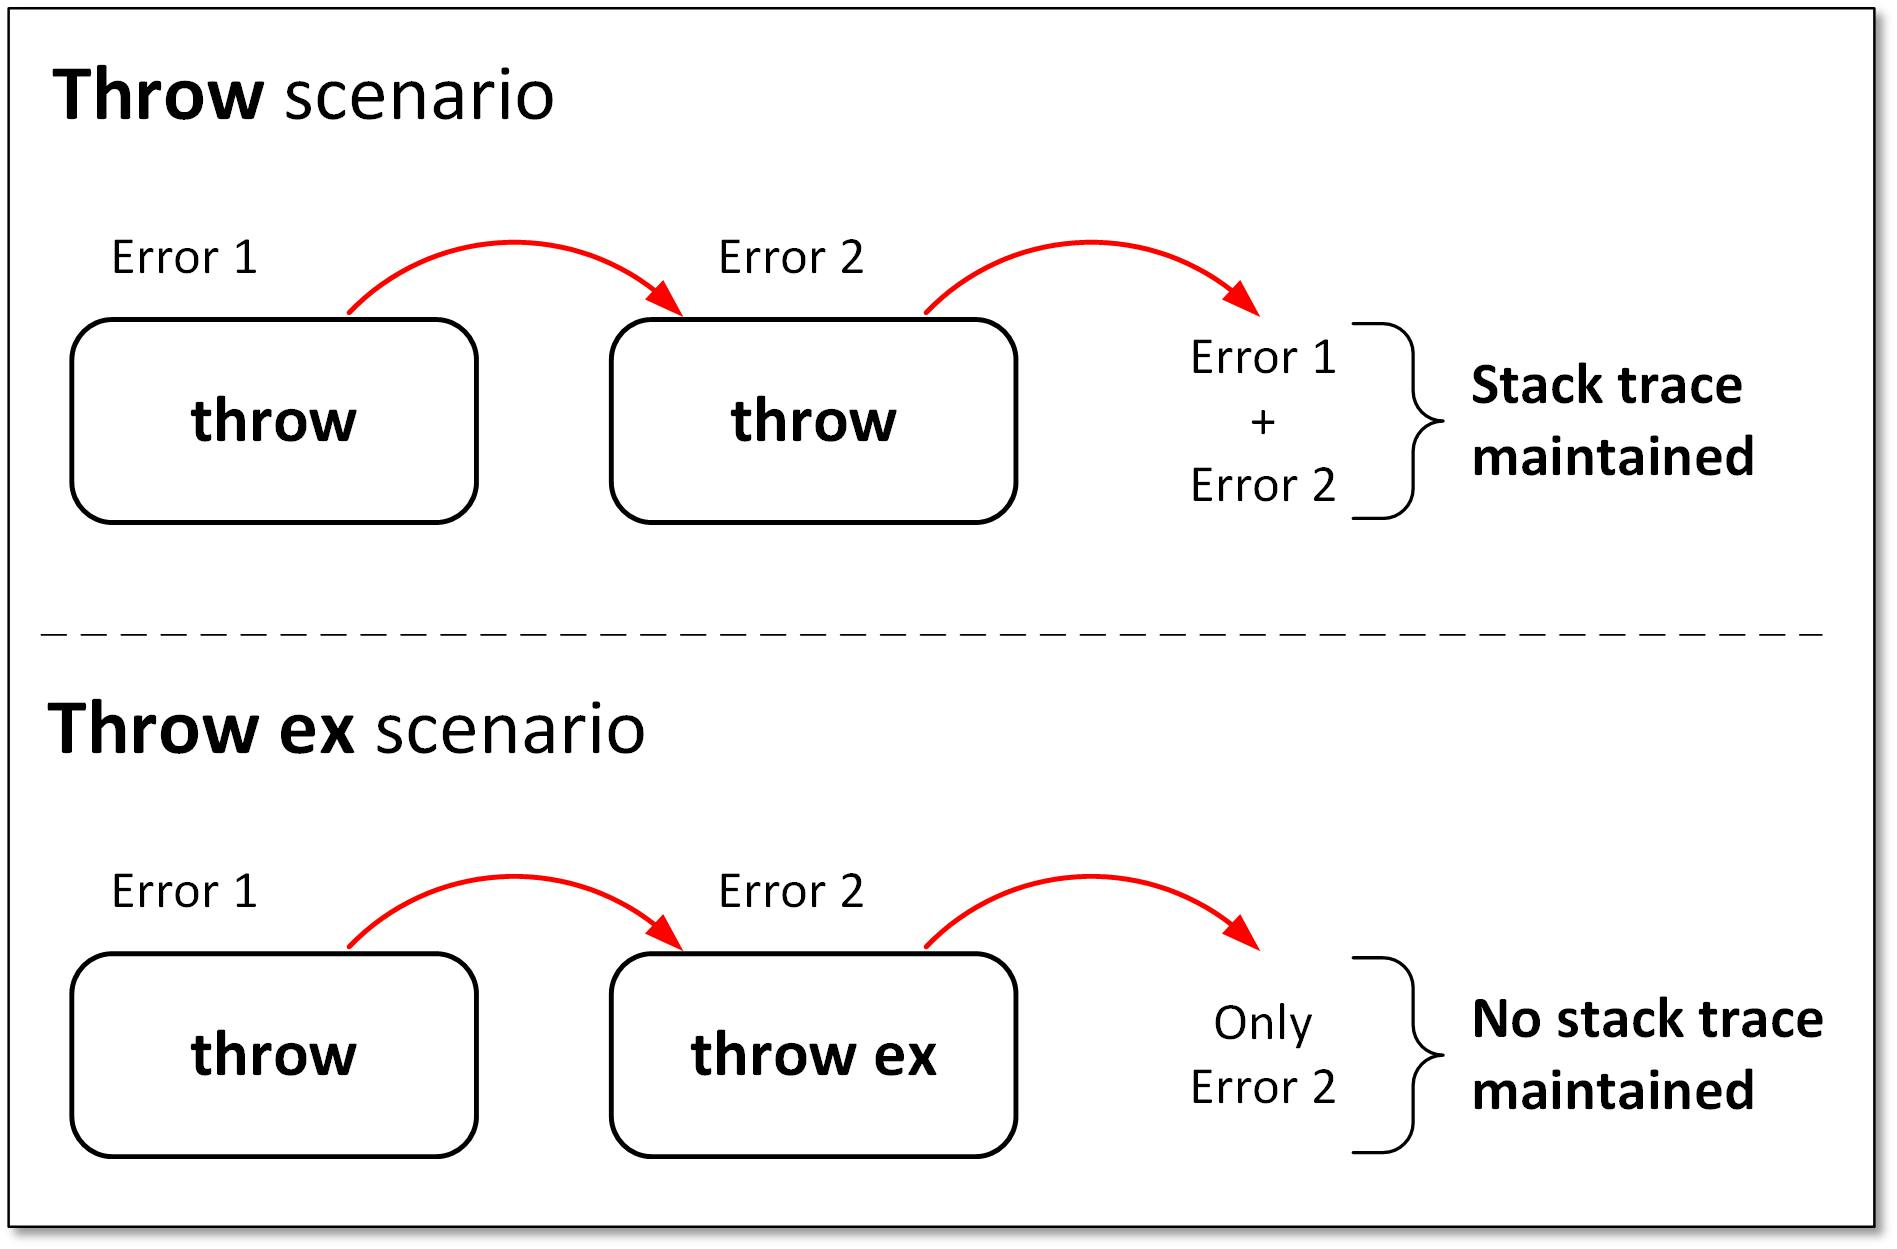 Throw scenario
Error 1
Error 2
throw
throw
Error 1
+
Error 2
Stack trace
maintained
Throw ex scenario
Error 1
Error 2
throw
throw ex
Only
Error 2
No stack trace
maintained